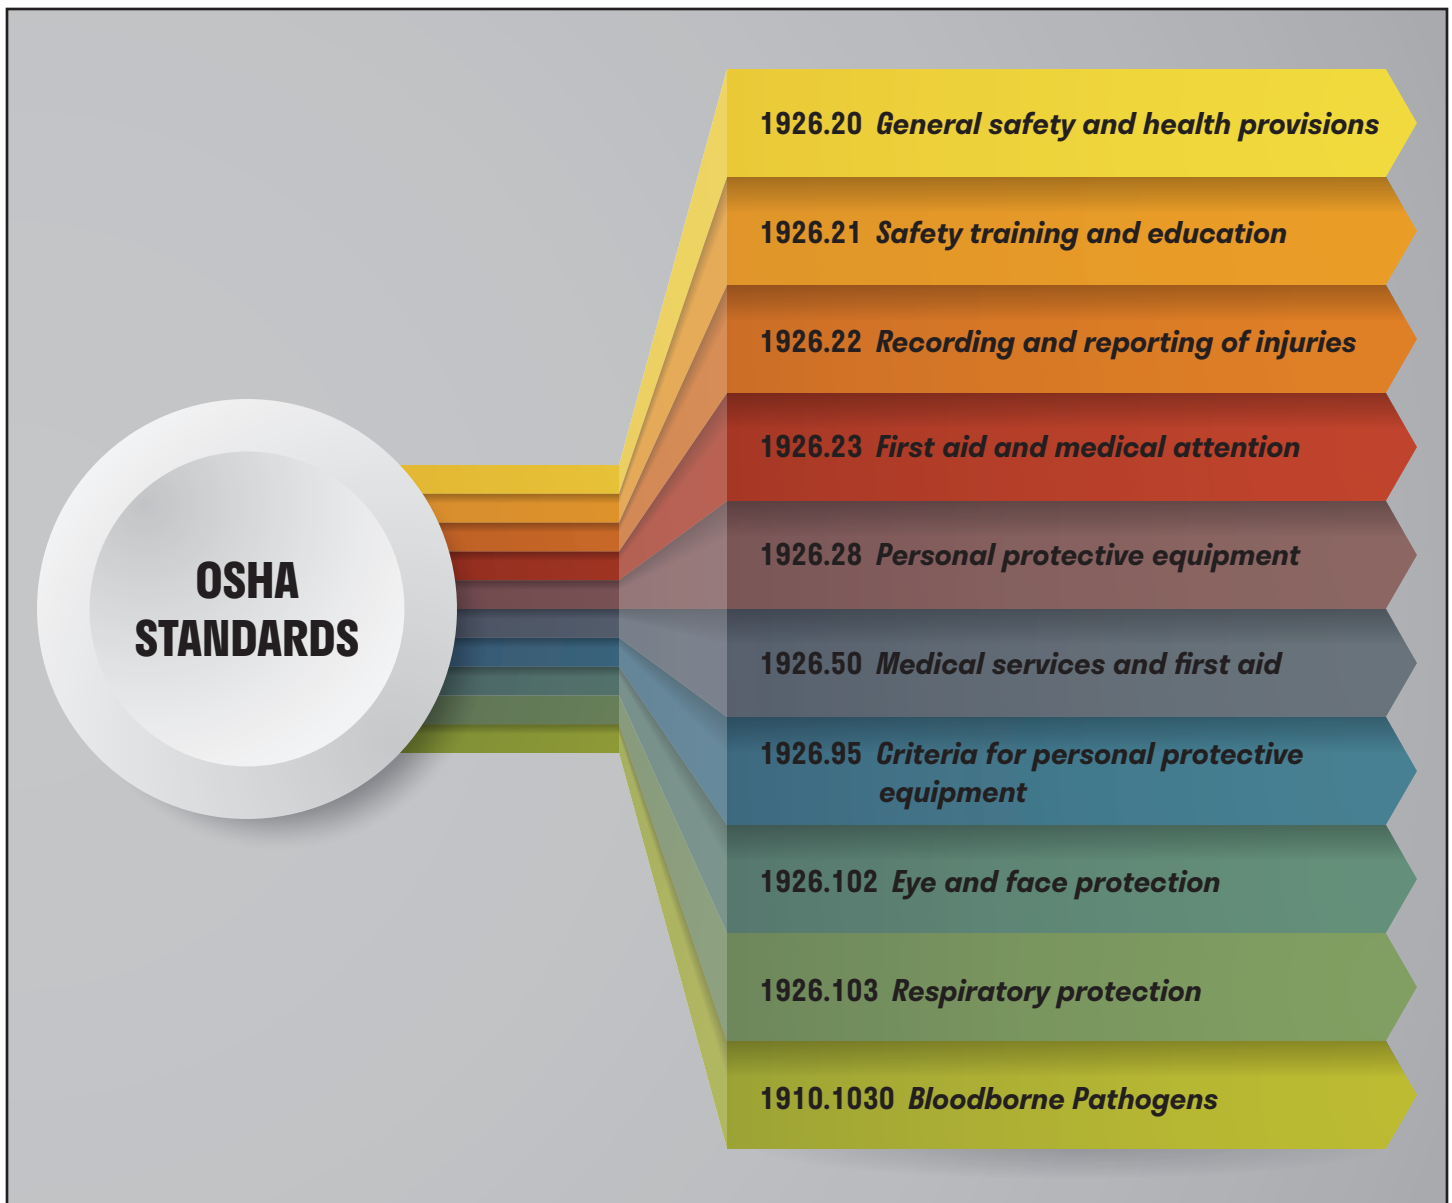 OSHA
STANDARDS
1926.20 General safety and health provisions
1926.21 Safety training and education
1926.22 Recording and reporting of injuries
1926.23 First aid and medical attention
1926.28 Personal protective equipment
1926.50 Medical services and first aid
1926.95 Criteria for personal protective
equipment
1926.102 Eye and face protection
1926.103 Respiratory protection
1910.1030 Bloodborne Pathogens